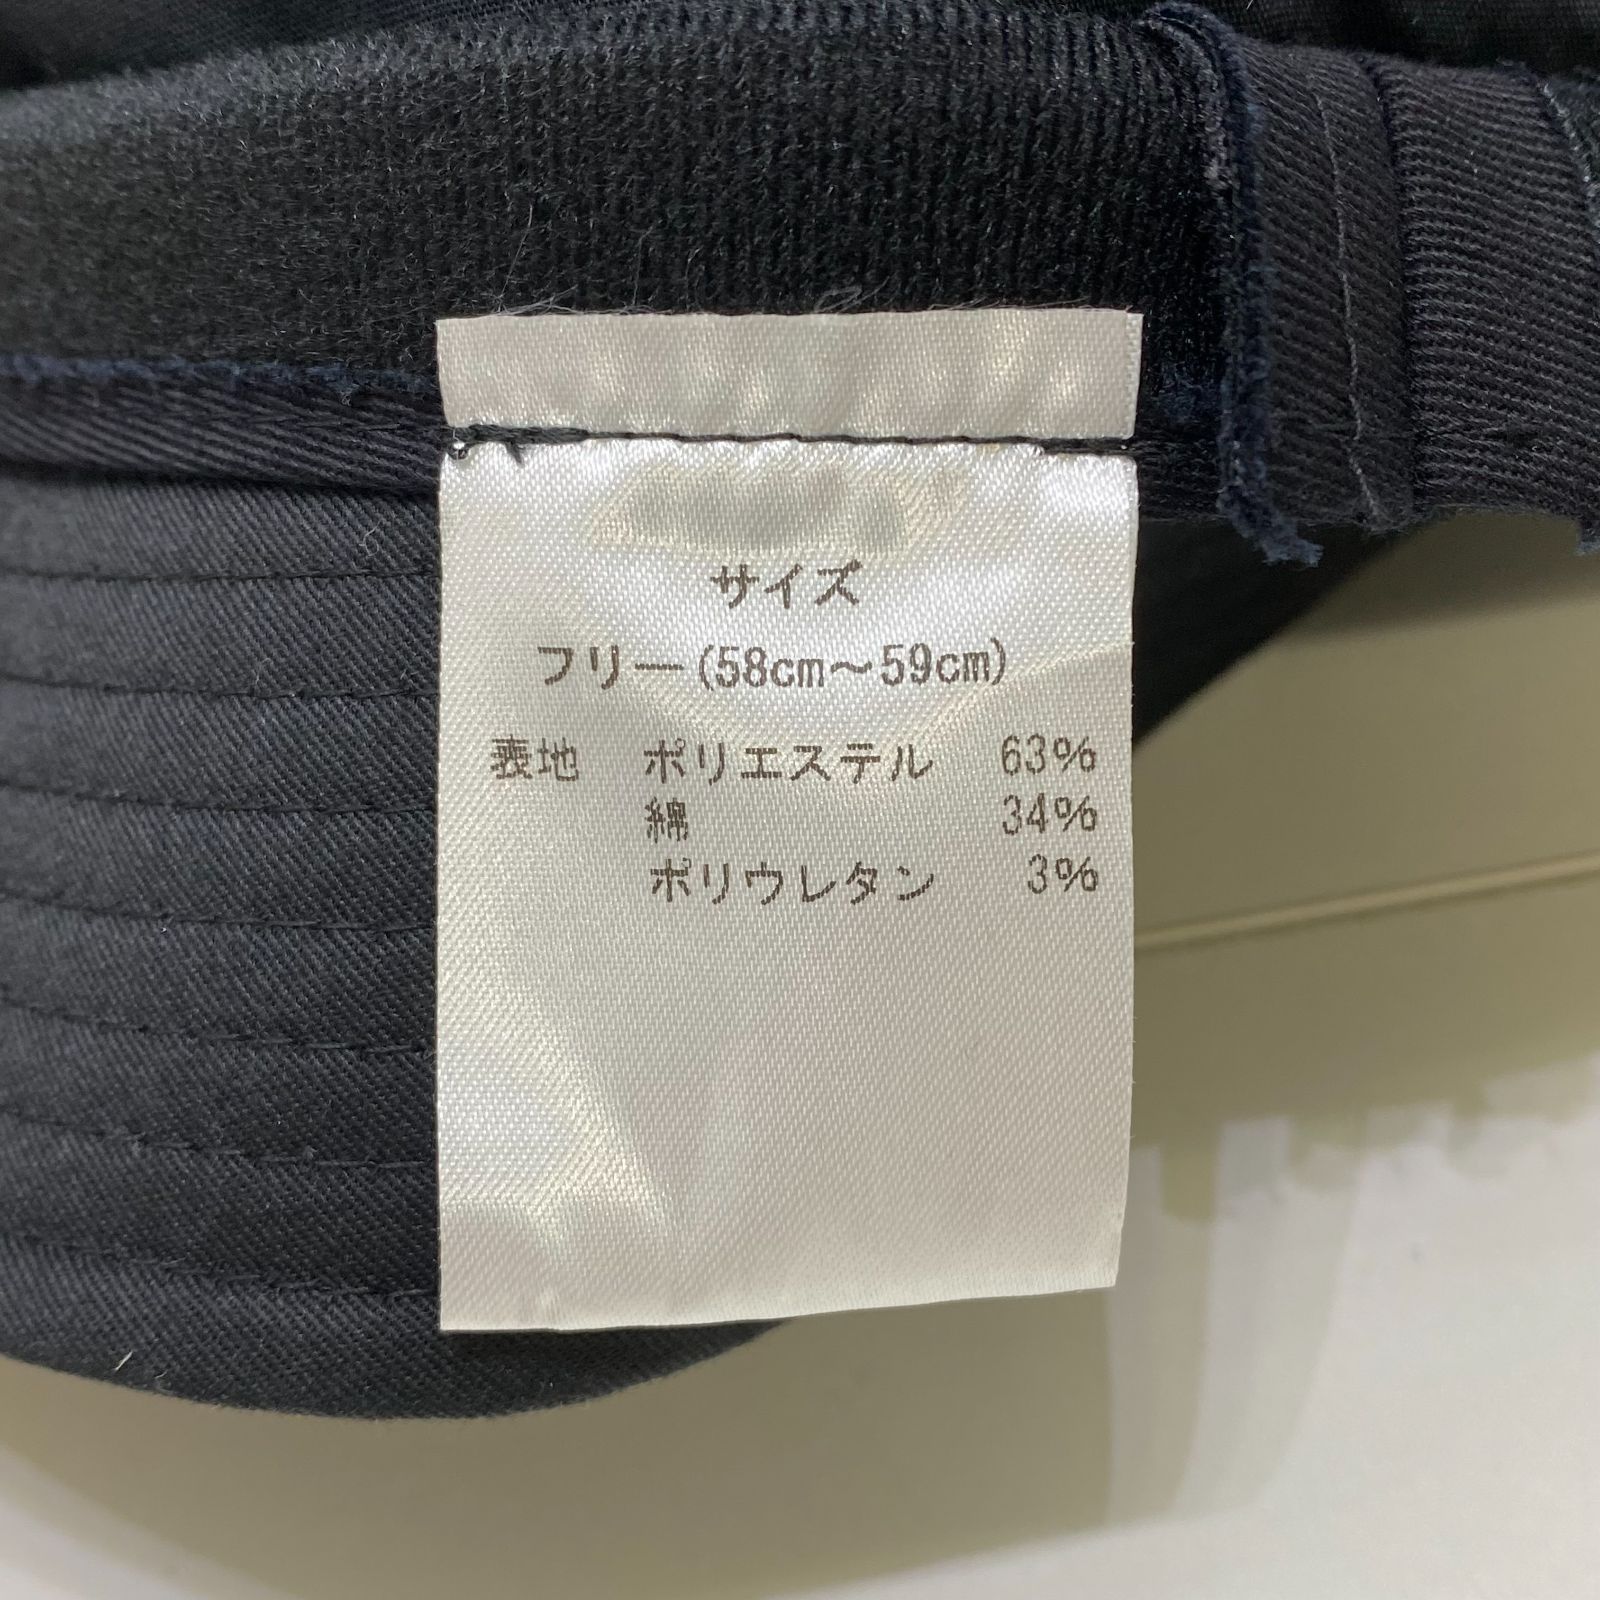 サイズ
フリー(58cm～59cm)
表地 ポリエステル 63%
綿 34%
ポリウレタン 3%